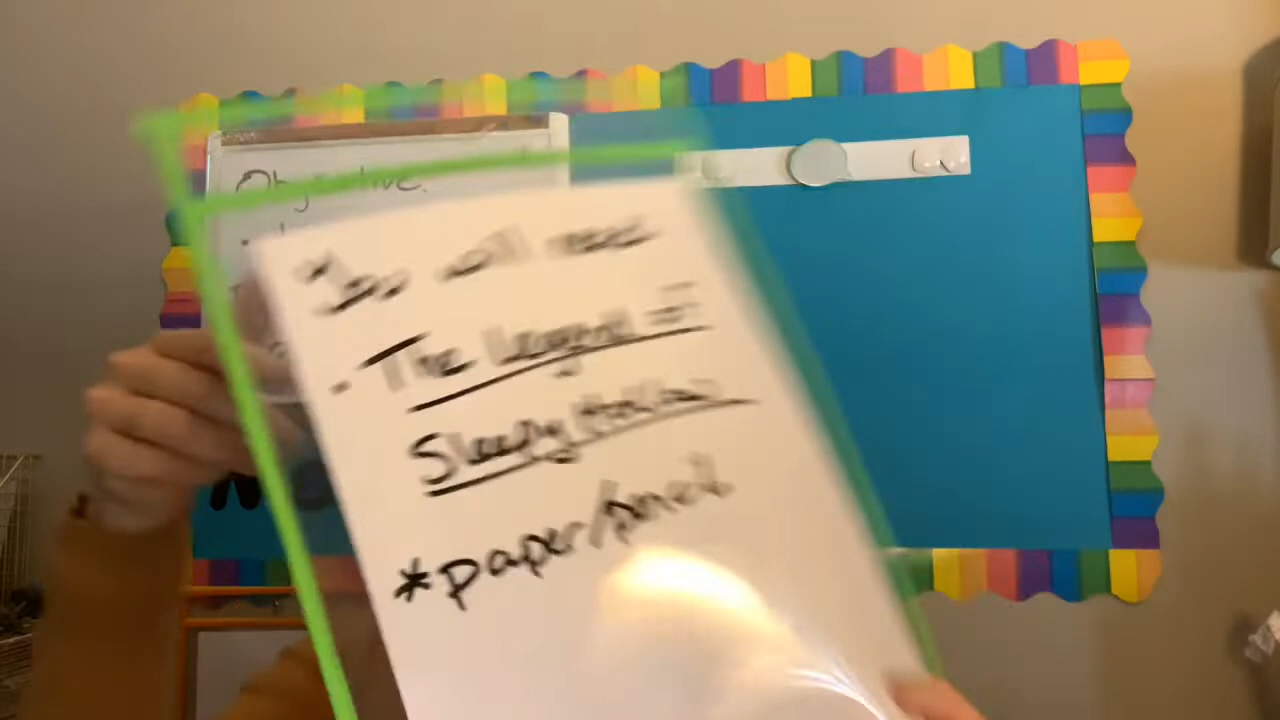 Objective:
*You will need
. The Legend of
Sleepy Hollow
*paper/pencil